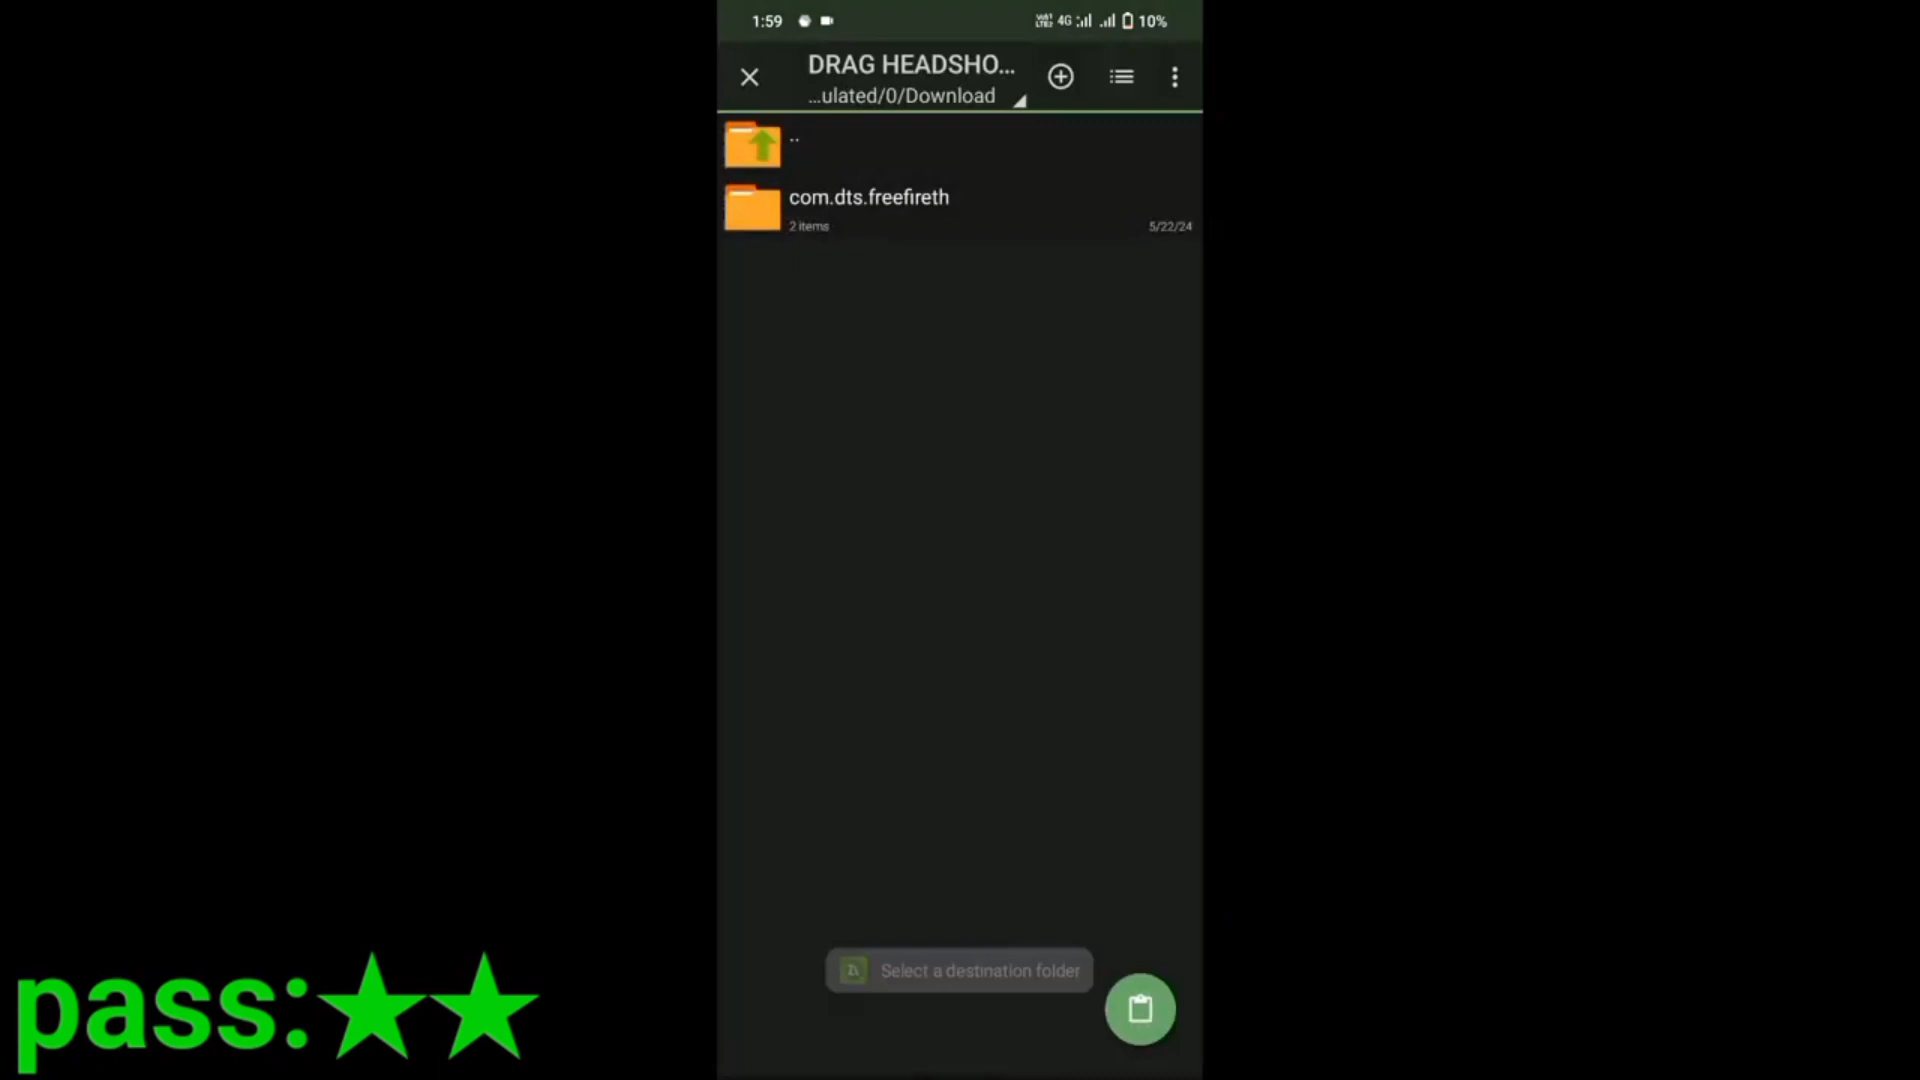 1:59
4G
10%
DRAG HEADSHO...
...ulated/0/Download
..
com.dts.freefireth
2 items
5/22/24
Select a destination folder
pass:★★